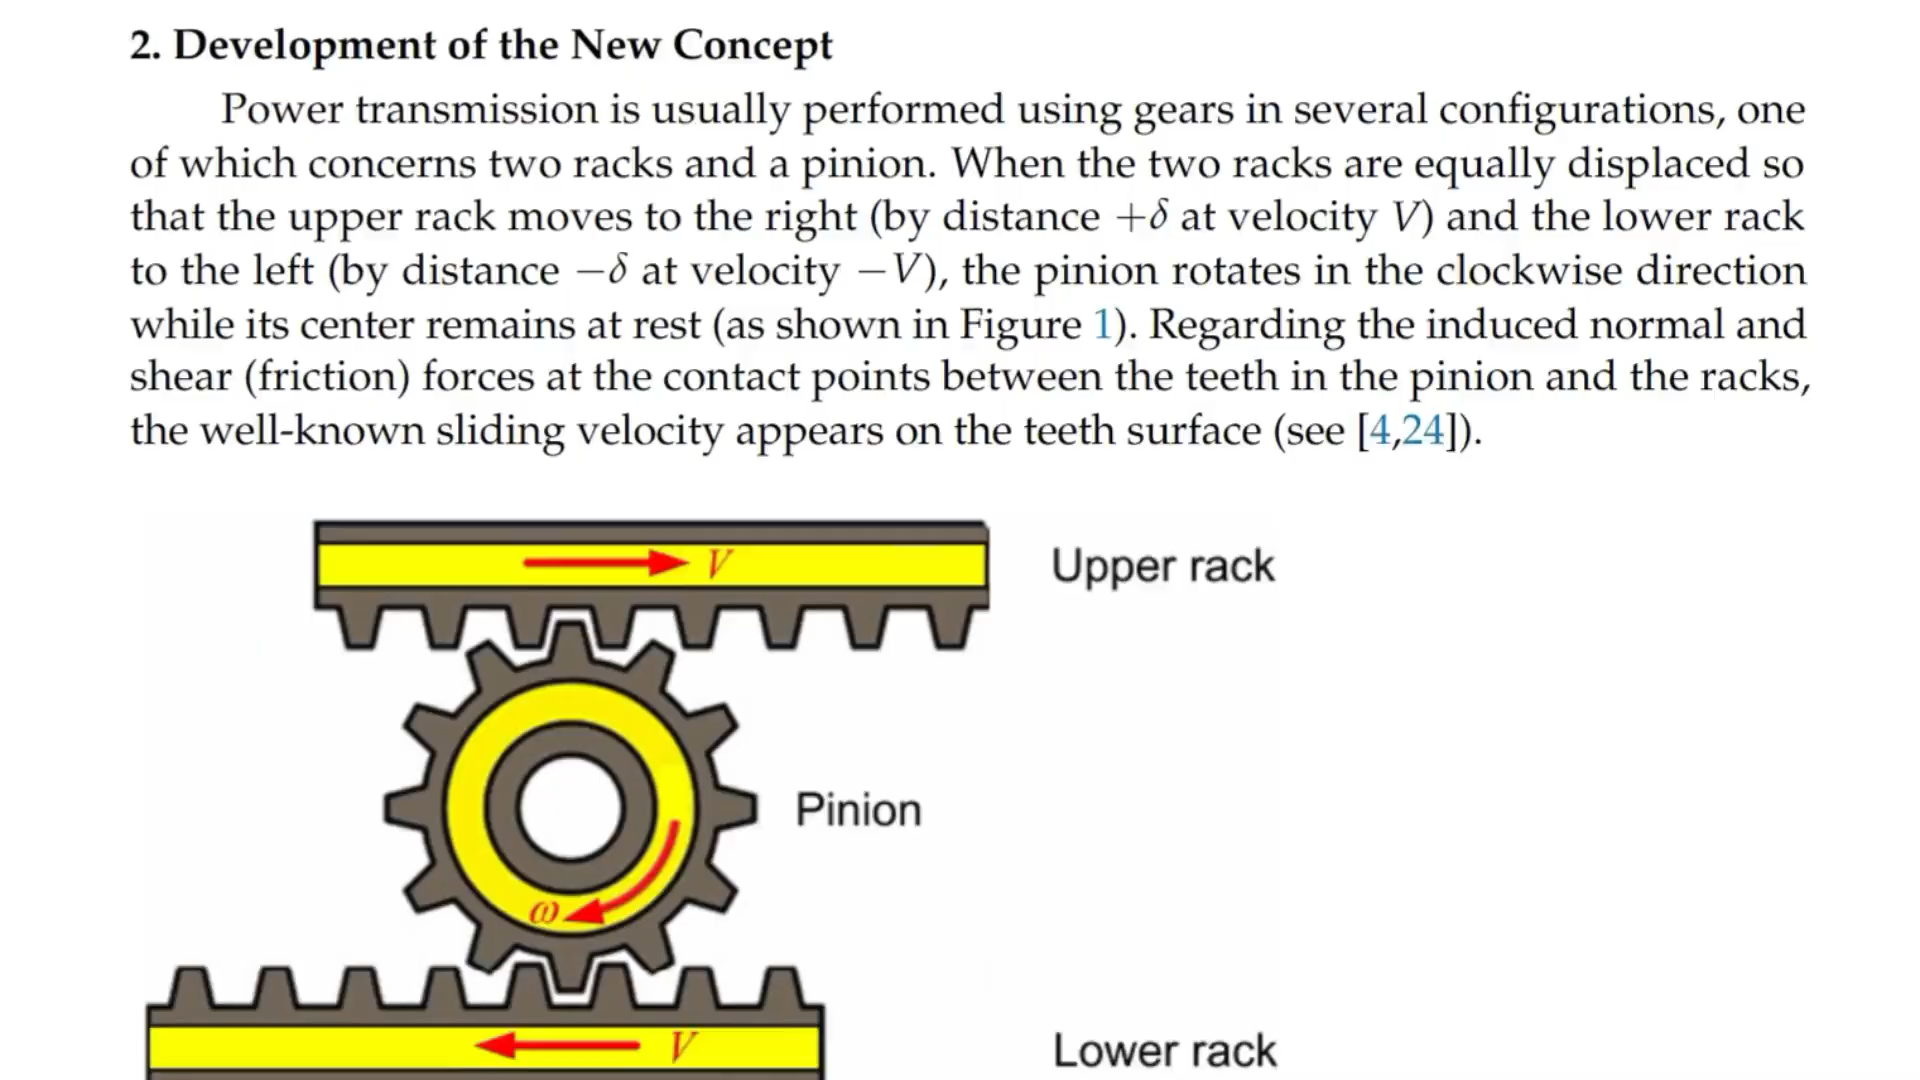 2. Development of the New Concept
Power transmission is usually performed using gears in several configurations, one
of which concerns two racks and a pinion. When the two racks are equally displaced so
that the upper rack moves to the right (by distance +δ at velocity V) and the lower rack
to the left (by distance −δ at velocity −V), the pinion rotates in the clockwise direction
while its center remains at rest (as shown in Figure 1). Regarding the induced normal and
shear (friction) forces at the contact points between the teeth in the pinion and the racks,
the well-known sliding velocity appears on the teeth surface (see [4,24]).
V
Upper rack
Pinion
ω
V
Lower rack